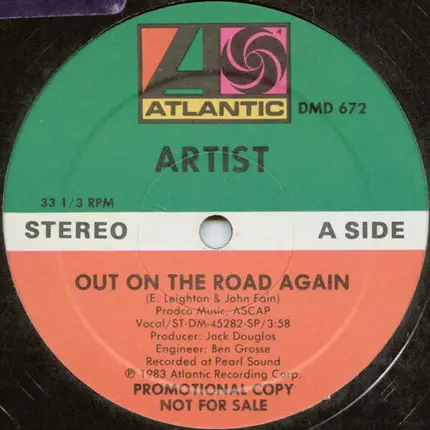 ATLANTIC
DMD 672
ARTIST
33 1/3 RPM
STEREO
A SIDE
OUT ON THE ROAD AGAIN
(E. Leighton & John Fain)
Prodco Music, ASCAP
Vocal/ST-DM-45282-SP/3:58
Producer: Jack Douglas
Engineer: Ben Grosse
Recorded at Pearl Sound
℗ 1983 Atlantic Recording Corp.
PROMOTIONAL COPY
NOT FOR SALE